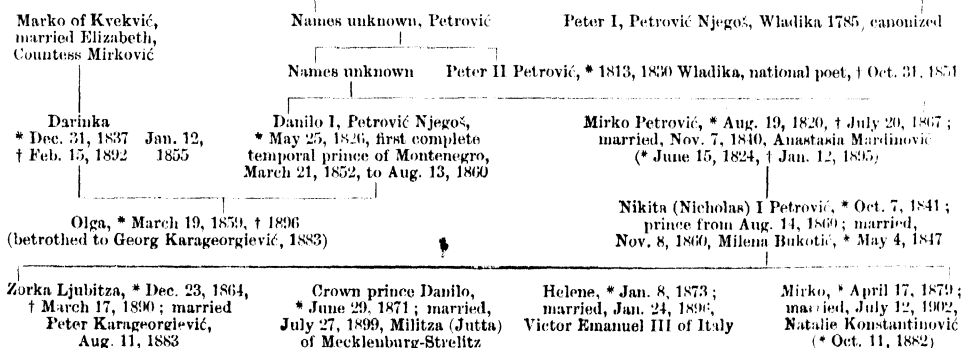 Marko of Kvekvić,
married Elizabeth,
Countess Mirković
Names unknown, Petrović
Peter I, Petrović Njegoš, Wladika 1785, canonized
Names unknown
Peter II Petrović, * 1813, 1830 Wladika, national poet, † Oct. 31, 1851
Darinka
* Dec. 31, 1837 Jan. 12,
† Feb. 15, 1892 1855
Danilo I, Petrović Njegoš,
* May 25, 1826, first complete
temporal prince of Montenegro,
March 21, 1852, to Aug. 13, 1860
Mirko Petrović, * Aug. 19, 1820, † July 20, 1867 ;
married, Nov. 7, 1840, Anastasia Mardinović
(* June 15, 1824, † Jan. 12, 1895)
Olga, * March 19, 1859, † 1896
(betrothed to Georg Karageorgiević, 1883)
Nikita (Nicholas) I Petrović, * Oct. 7, 1841 ;
prince from Aug. 14, 1860 ; married,
Nov. 8, 1860, Milena Bukotić, * May 4, 1847
Zorka Ljubitza, * Dec. 23, 1864,
† March 17, 1890 ; married
Peter Karageorgiević,
Aug. 11, 1883
Crown prince Danilo,
* June 29, 1871 ; married,
July 27, 1899, Militza (Jutta)
of Mecklenburg-Strelitz
Helene, * Jan. 8, 1873 ;
married, Jan. 24, 1896,
Victor Emanuel III of Italy
Mirko, * April 17, 1879 ;
married, July 12, 1902,
Natalie Konstantinović
(* Oct. 11, 1882)